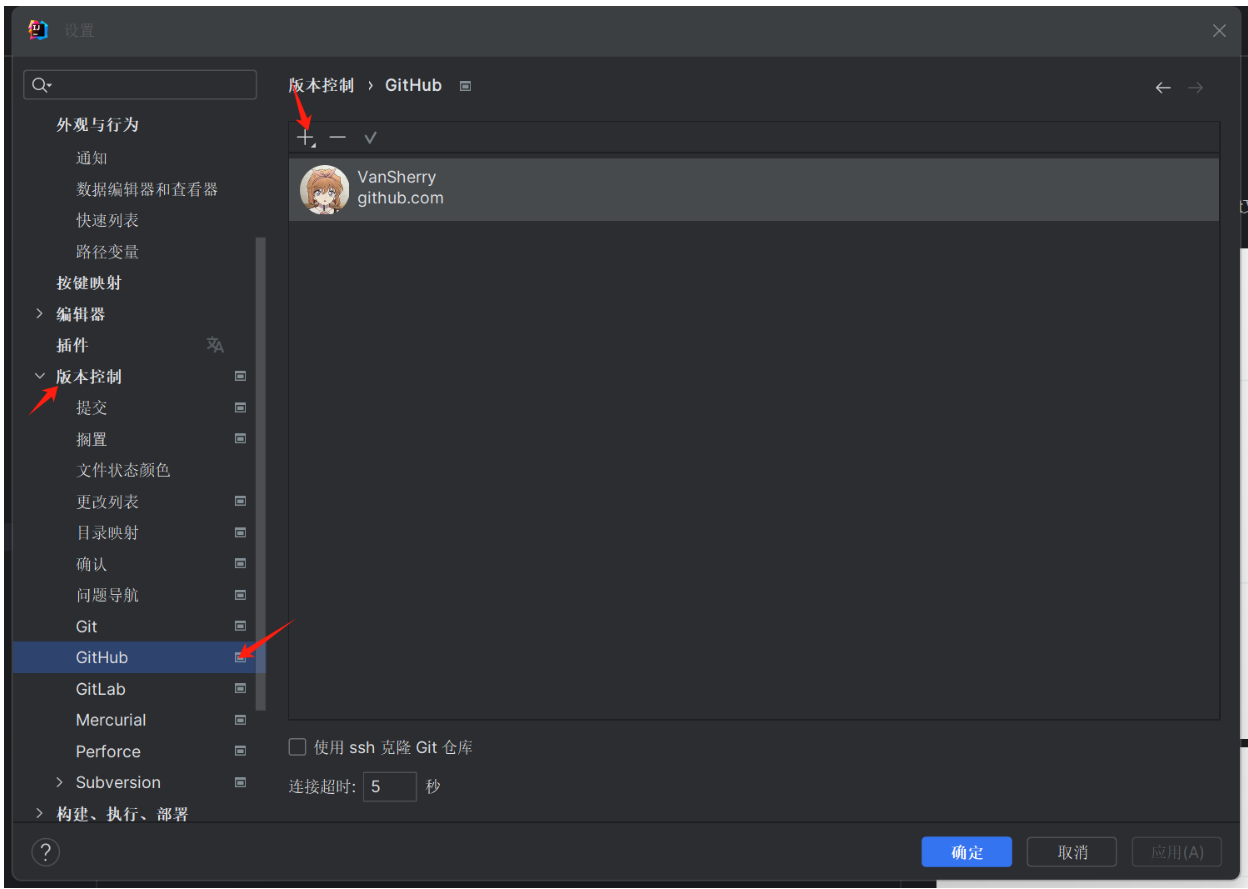 设置
版本控制 › GitHub
外观与行为
通知
数据编辑器和查看器
快速列表
路径变量
按键映射
编辑器
插件
版本控制
提交
搁置
文件状态颜色
更改列表
目录映射
确认
问题导航
Git
GitHub
GitLab
Mercurial
Perforce
Subversion
构建、执行、部署
VanSherry
github.com
使用 ssh 克隆 Git 仓库
连接超时: 5 秒
?
确定
取消
应用(A)